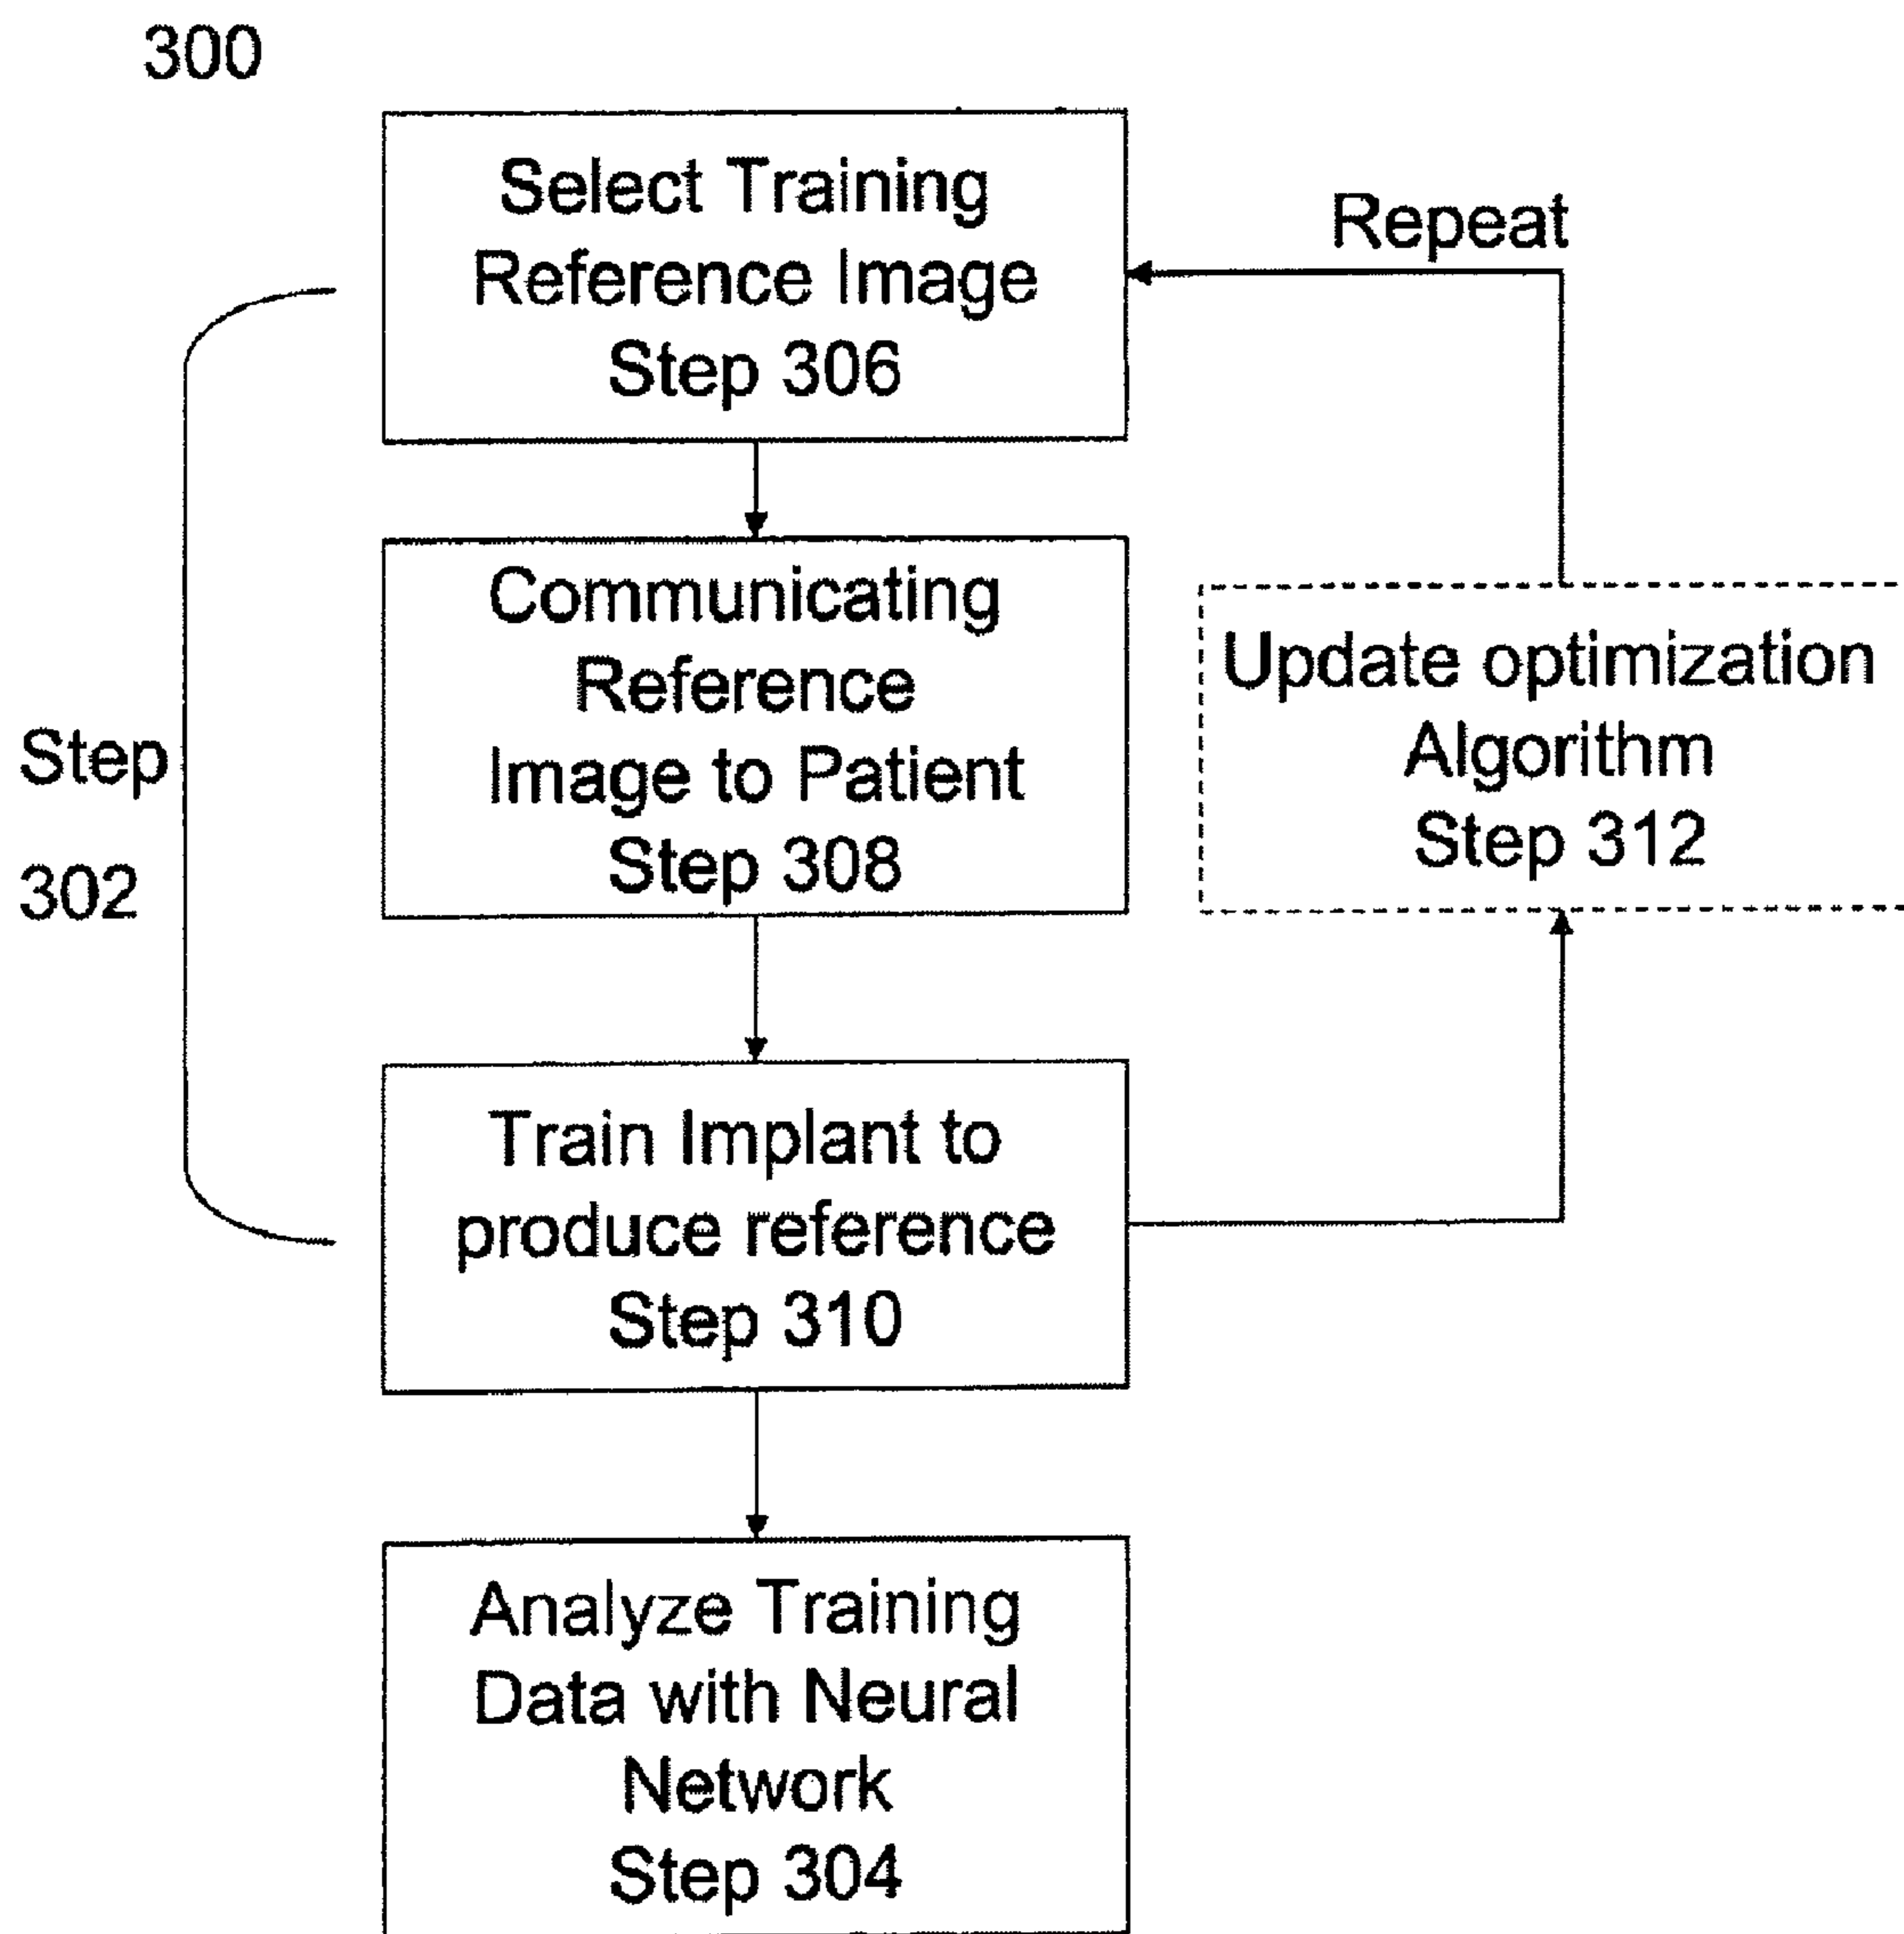 300
Select Training
Reference Image
Step 306
Repeat
Communicating
Reference
Image to Patient
Step 308
Update optimization
Algorithm
Step 312
Step
302
Train Implant to
produce reference
Step 310
Analyze Training
Data with Neural
Network
Step 304